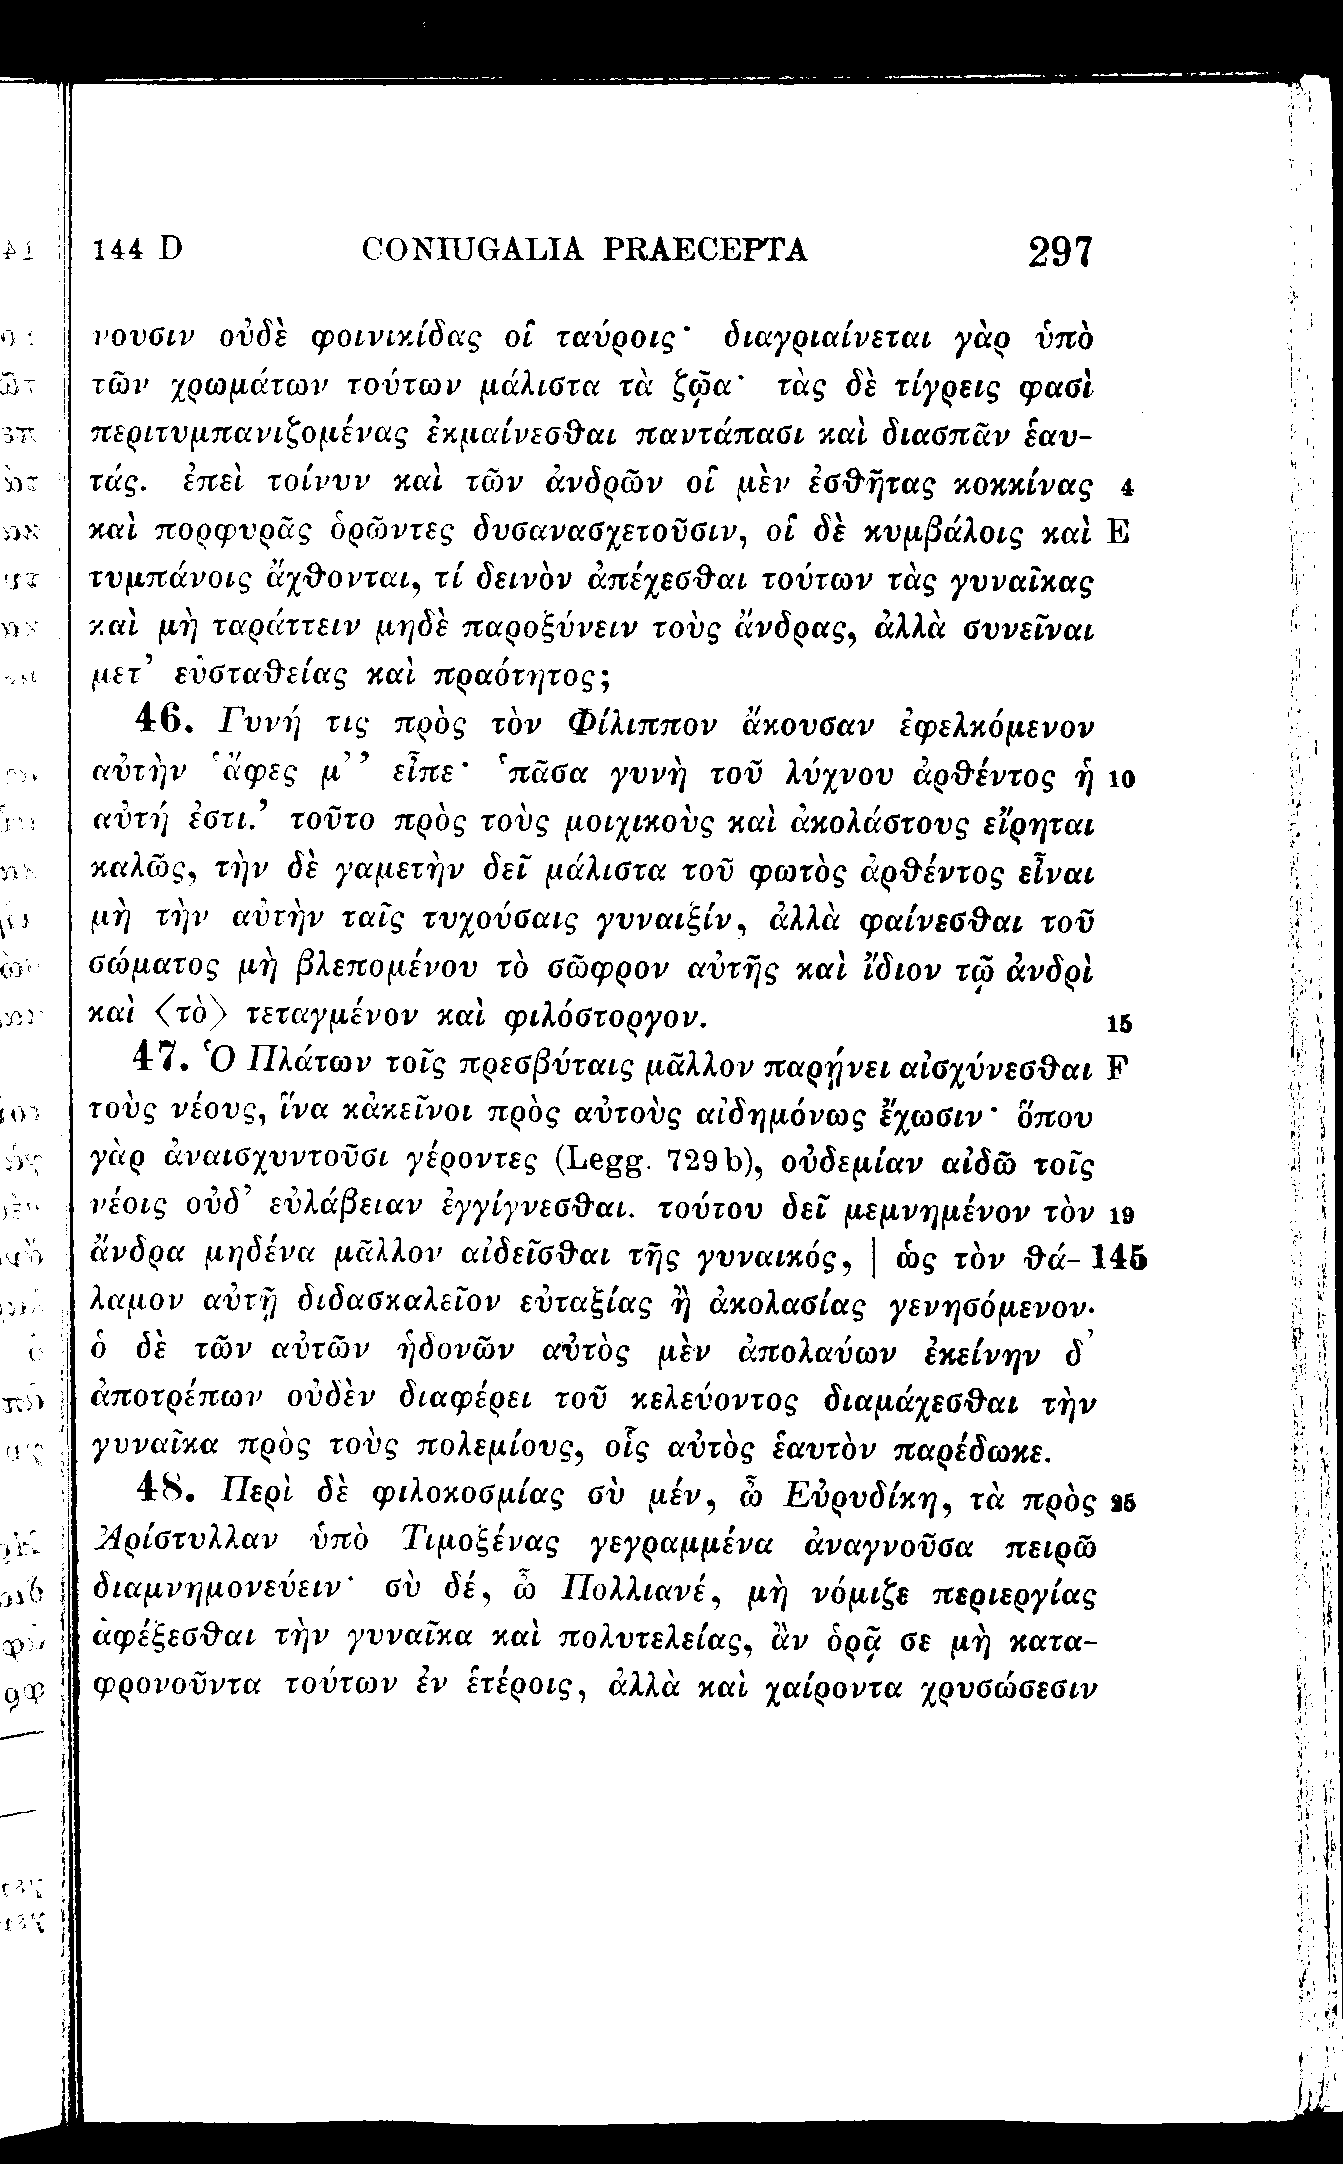 144 D CONIUGALIA PRAECEPTA 297
νουσιν οὐδὲ φοινικίδας οἱ ταύροις· διαγριαίνεται γὰρ ὑπὸ
τῶν χρωμάτων τούτων μάλιστα τὰ ζῷα· τὰς δὲ τίγρεις φασὶ
περιτυμπανιζομένας ἐκμαίνεσθαι παντάπασι καὶ διασπᾶν ἑαυ-
τάς. ἐπεὶ τοίνυν καὶ τῶν ἀνδρῶν οἱ μὲν ἐσθῆτας κοκκίνας 4
καὶ πορφυρᾶς ὁρῶντες δυσανασχετοῦσιν, οἱ δὲ κυμβάλοις καὶ E
τυμπάνοις ἄχθονται, τί δεινὸν ἀπέχεσθαι τούτων τὰς γυναῖκας
καὶ μὴ ταράττειν μηδὲ παροξύνειν τοὺς ἄνδρας, ἀλλὰ συνεῖναι
μετ’ εὐσταθείας καὶ πραότητος;
46. Γυνή τις πρὸς τὸν Φίλιππον ἄκουσαν ἐφελκόμενον
αὐτὴν ‘ἄφες μ’’ εἶπε· ‘πᾶσα γυνὴ τοῦ λύχνου ἀρθέντος ἡ 10
αὐτή ἐστι.’ τοῦτο πρὸς τοὺς μοιχικοὺς καὶ ἀκολάστους εἴρηται
καλῶς, τὴν δὲ γαμετὴν δεῖ μάλιστα τοῦ φωτὸς ἀρθέντος εἶναι
μὴ τὴν αὐτὴν ταῖς τυχούσαις γυναιξίν, ἀλλὰ φαίνεσθαι τοῦ
σώματος μὴ βλεπομένου τὸ σῶφρον αὐτῆς καὶ ἴδιον τῷ ἀνδρὶ
καὶ ⟨τὸ⟩ τεταγμένον καὶ φιλόστοργον. 15
47. Ὁ Πλάτων τοῖς πρεσβύταις μᾶλλον παρῄνει αἰσχύνεσθαι F
τοὺς νέους, ἵνα κἀκεῖνοι πρὸς αὐτοὺς αἰδημόνως ἔχωσιν· ὅπου
γὰρ ἀναισχυντοῦσι γέροντες (Legg. 729 b), οὐδεμίαν αἰδῶ τοῖς
νέοις οὐδ’ εὐλάβειαν ἐγγίγνεσθαι. τούτου δεῖ μεμνημένον τὸν 19
ἄνδρα μηδένα μᾶλλον αἰδεῖσθαι τῆς γυναικός, | ὡς τὸν θά- 145
λαμον αὐτῇ διδασκαλεῖον εὐταξίας ἢ ἀκολασίας γενησόμενον.
ὁ δὲ τῶν αὐτῶν ἡδονῶν αὐτὸς μὲν ἀπολαύων ἐκείνην δ’
ἀποτρέπων οὐδὲν διαφέρει τοῦ κελεύοντος διαμάχεσθαι τὴν
γυναῖκα πρὸς τοὺς πολεμίους, οἷς αὐτὸς ἑαυτὸν παρέδωκε.
48. Περὶ δὲ φιλοκοσμίας σὺ μέν, ὦ Εὐρυδίκη, τὰ πρὸς 25
Ἀρίστυλλαν ὑπὸ Τιμοξένας γεγραμμένα ἀναγνοῦσα πειρῶ
διαμνημονεύειν· σὺ δέ, ὦ Πολλιανέ, μὴ νόμιζε περιεργίας
ἀφέξεσθαι τὴν γυναῖκα καὶ πολυτελείας, ἂν ὁρᾷ σε μὴ κατα-
φρονοῦντα τούτων ἐν ἑτέροις, ἀλλὰ καὶ χαίροντα χρυσώσεσιν